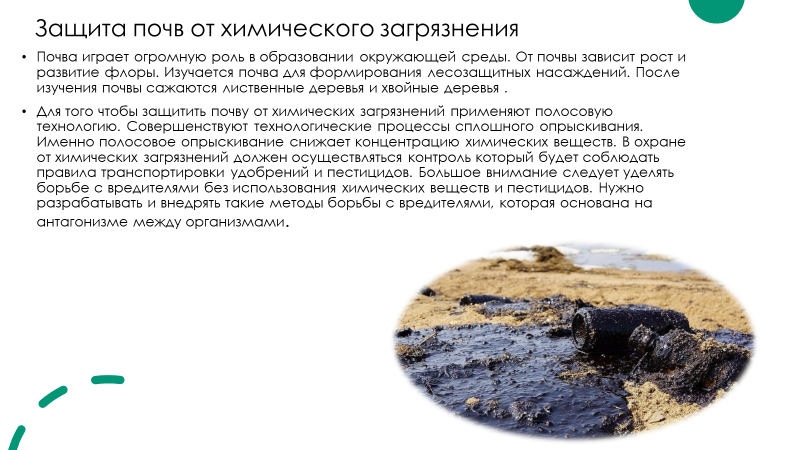 Защита почв от химического загрязнения
• Почва играет огромную роль в образовании окружающей среды. От почвы зависит рост и
развитие флоры. Изучается почва для формирования лесозащитных насаждений. После
изучения почвы сажаются лиственные деревья и хвойные деревья .
• Для того чтобы защитить почву от химических загрязнений применяют полосовую
технологию. Совершенствуют технологические процессы сплошного опрыскивания.
Именно полосовое опрыскивание снижает концентрацию химических веществ. В охране
от химических загрязнений должен осуществляться контроль который будет соблюдать
правила транспортировки удобрений и пестицидов. Большое внимание следует уделять
борьбе с вредителями без использования химических веществ и пестицидов. Нужно
разрабатывать и внедрять такие методы борьбы с вредителями, которая основана на
антагонизме между организмами.